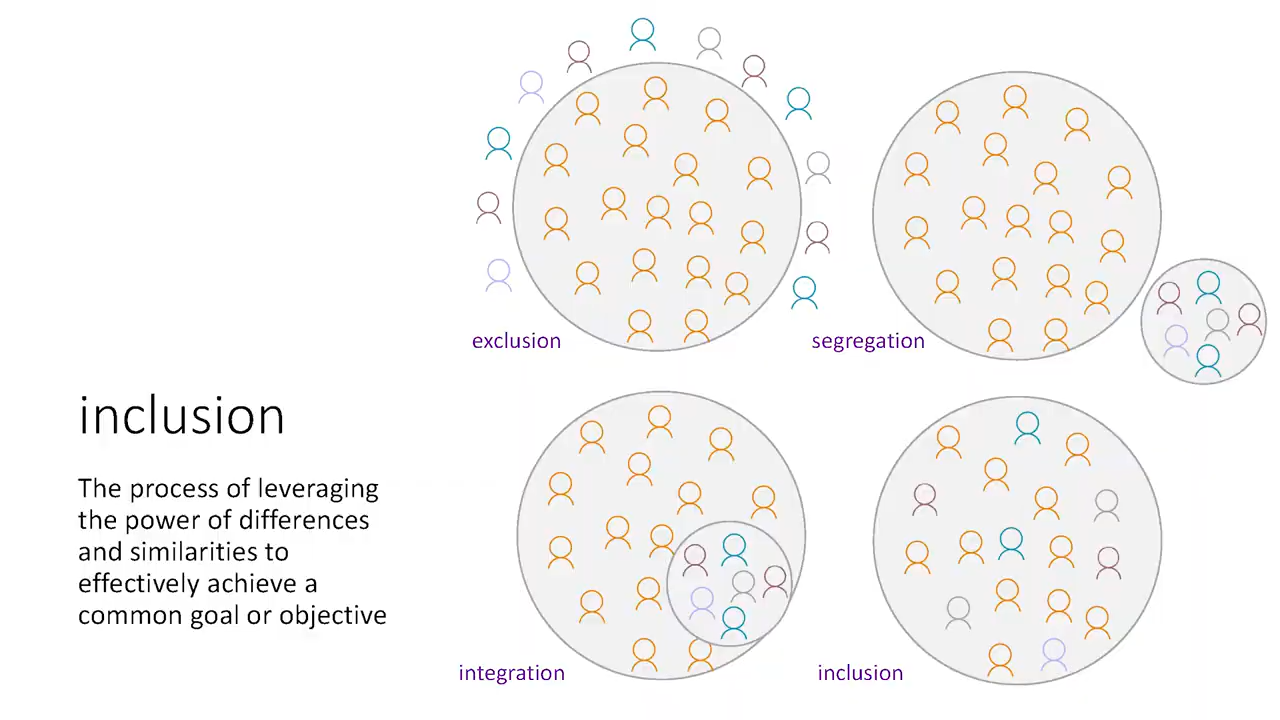 exclusion
segregation
inclusion
The process of leveraging
the power of differences
and similarities to
effectively achieve a
common goal or objective
integration
inclusion